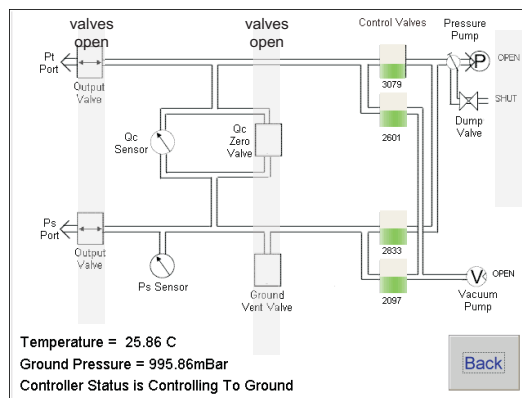 valves open
valves open
Control Valves
Pressure Pump
Pt Port
Output Valve
P
OPEN
3079
SHUT
2601
Dump Valve
Qc Sensor
Qc Zero Valve
Ps Port
Output Valve
2833
Ps Sensor
Ground Vent Valve
2097
V
OPEN
Vacuum Pump
Temperature = 25.86 C
Ground Pressure = 995.86mBar
Controller Status is Controlling To Ground
Back